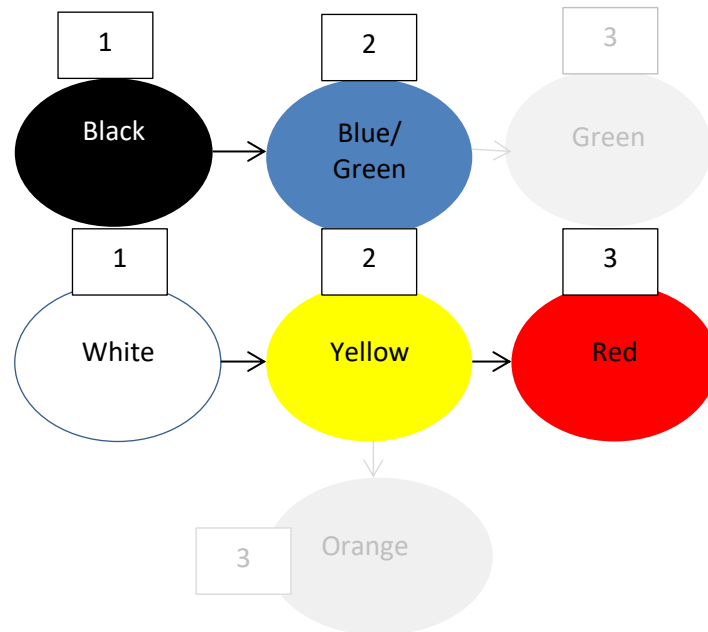 1
2
3
Black
Blue/
Green
Green
1
2
3
White
Yellow
Red
3
Orange